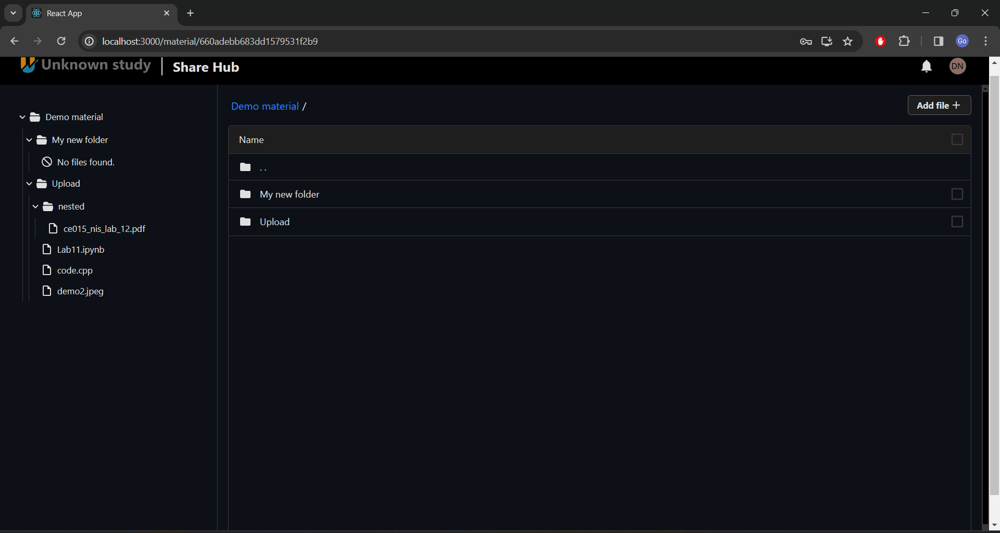 React App
localhost:3000/material/660adebb683dd1579531f2b9
Go
Unknown study
Share Hub
DN
Demo material
My new folder
No files found.
Upload
nested
ce015_nis_lab_12.pdf
Lab11.ipynb
code.cpp
demo2.jpeg
Demo material /
Add file +
Name
. .
My new folder
Upload